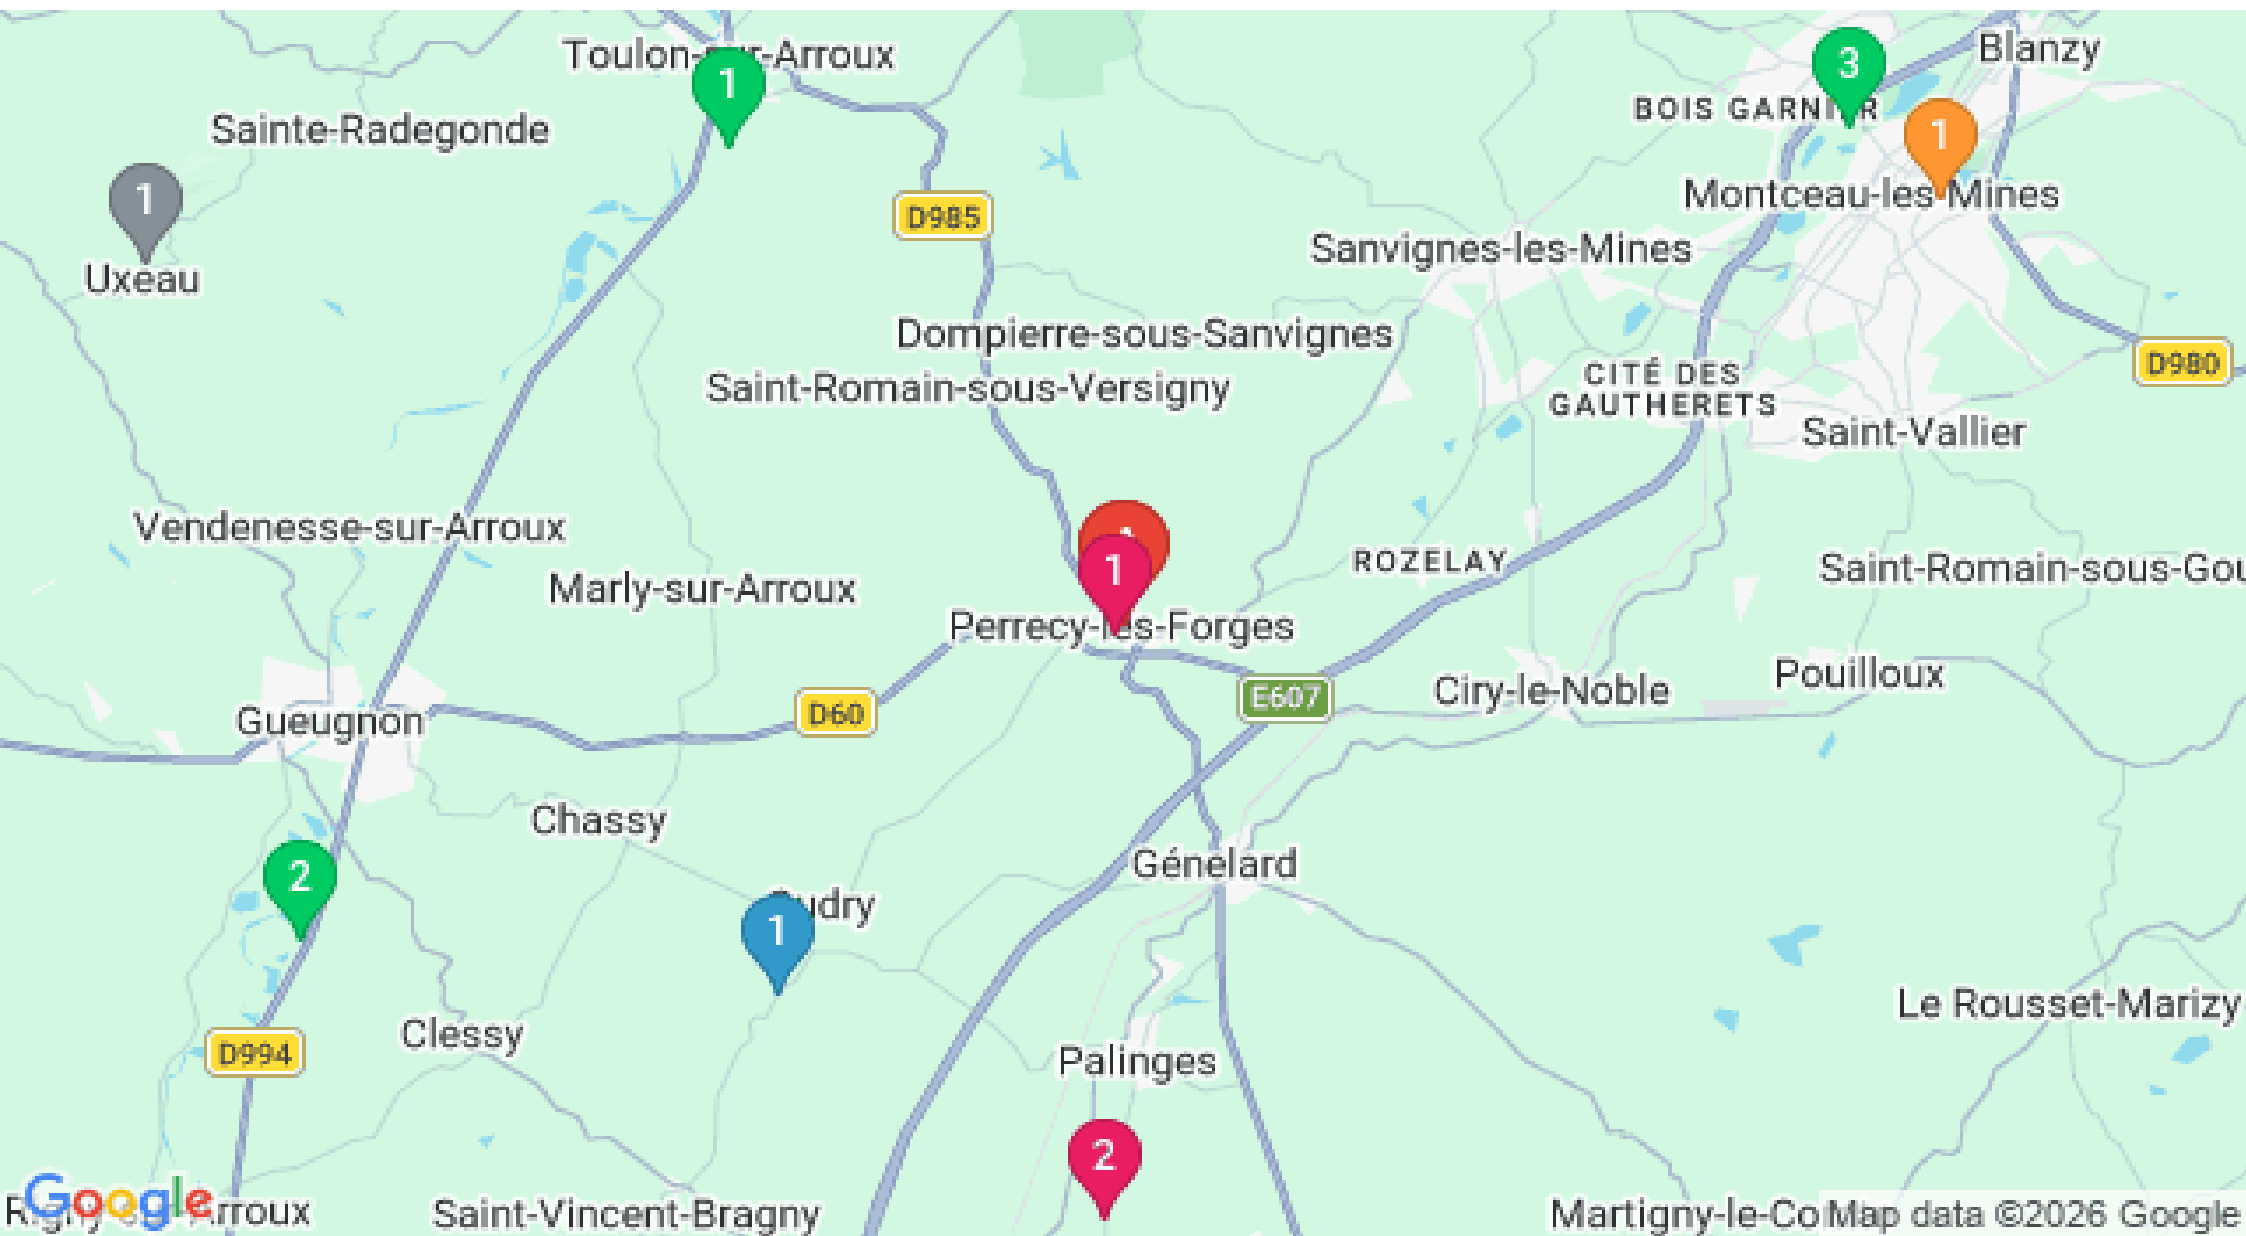 Toulon-sur-Arroux
Blanzy
1
3
BOIS GARNIER
Sainte-Radegonde
1
Montceau-les-Mines
1
D985
Sanvignes-les-Mines
Uxeau
Dompierre-sous-Sanvignes
D980
Saint-Romain-sous-Versigny
CITÉ DES
GAUTHERETS
Saint-Vallier
Vendenesse-sur-Arroux
ROZELAY
1
Saint-Romain-sous-Gou
Marly-sur-Arroux
Perrecy-les-Forges
Pouilloux
Ciry-le-Noble
E607
D60
Gueugnon
Chassy
Génelard
2
Oudry
1
Le Rousset-Marizy
Clessy
D994
Palinges
2
Google
Arroux
Saint-Vincent-Bragny
Martigny-le-Co
Map data ©2026 Google